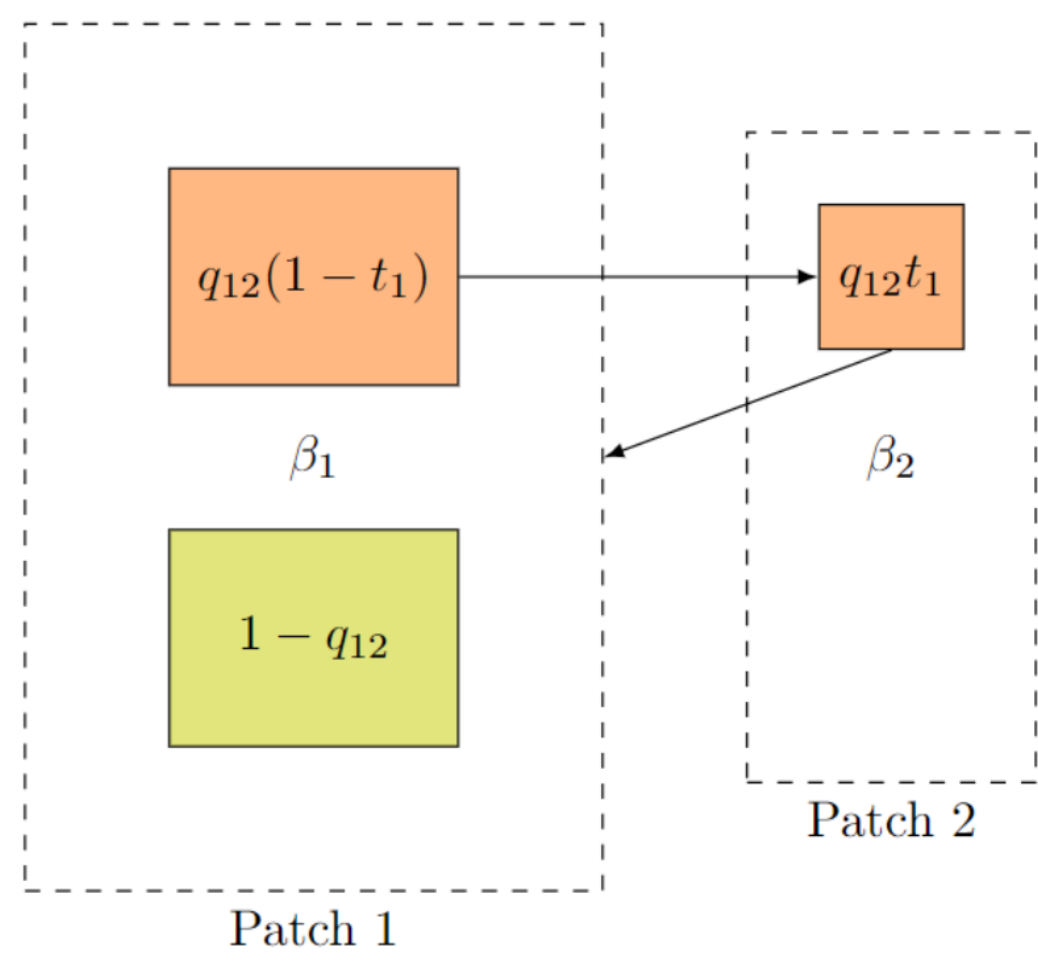 q₁₂(1 − t₁)
q₁₂t₁
β₁
β₂
1 − q₁₂
Patch 2
Patch 1